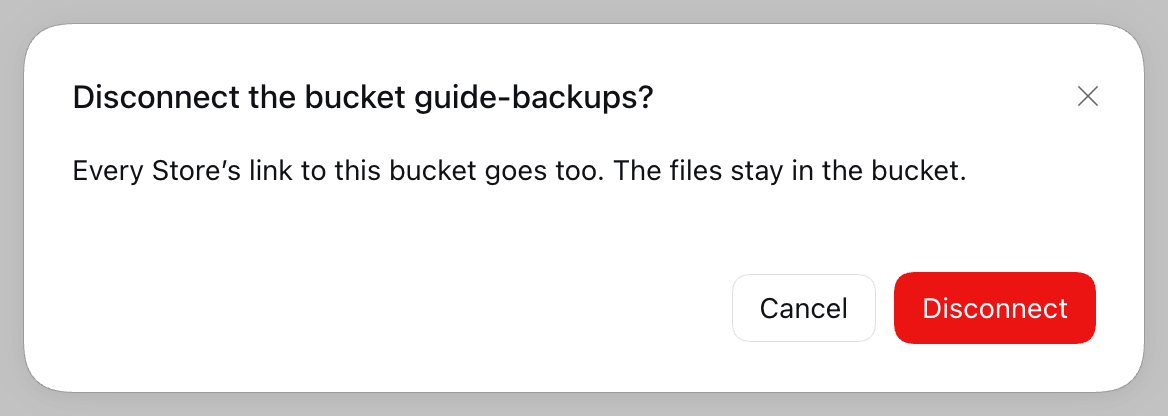 Disconnect the bucket guide-backups?
Every Store’s link to this bucket goes too. The files stay in the bucket.
Cancel
Disconnect